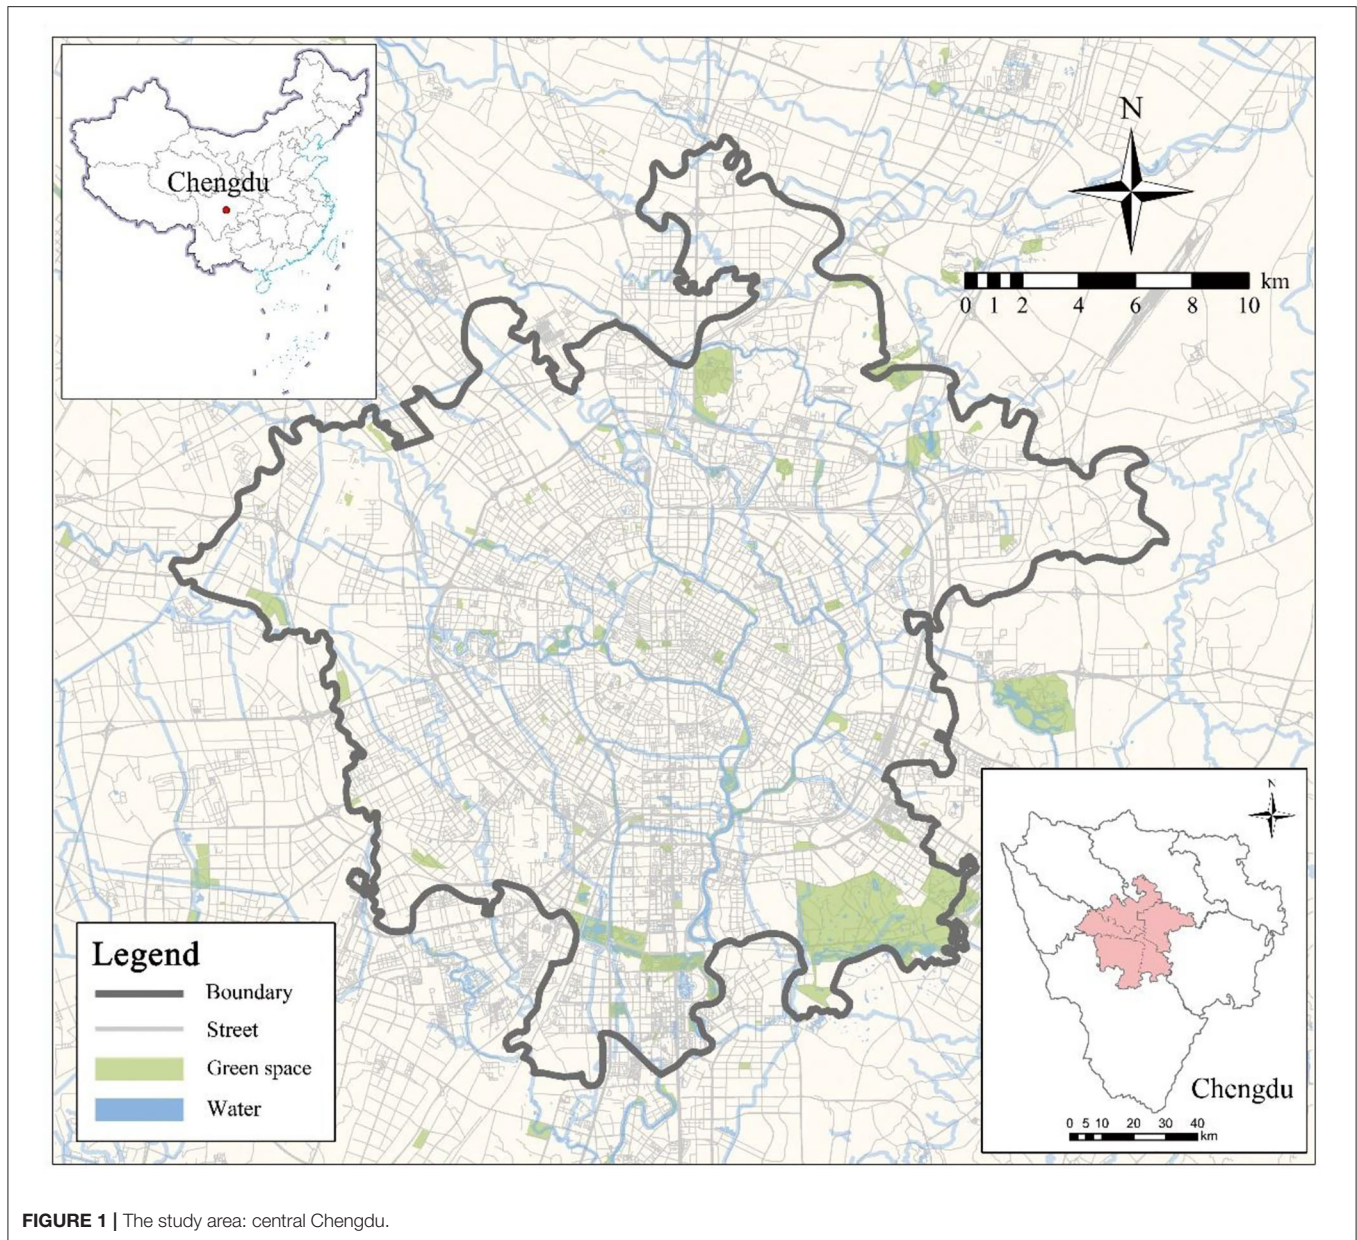 Chengdu
N
km
0 1 2 4 6 8 10
N
Chengdu
0 5 10 20 30 40
km
Legend
Boundary
Street
Green space
Water
FIGURE 1 | The study area: central Chengdu.